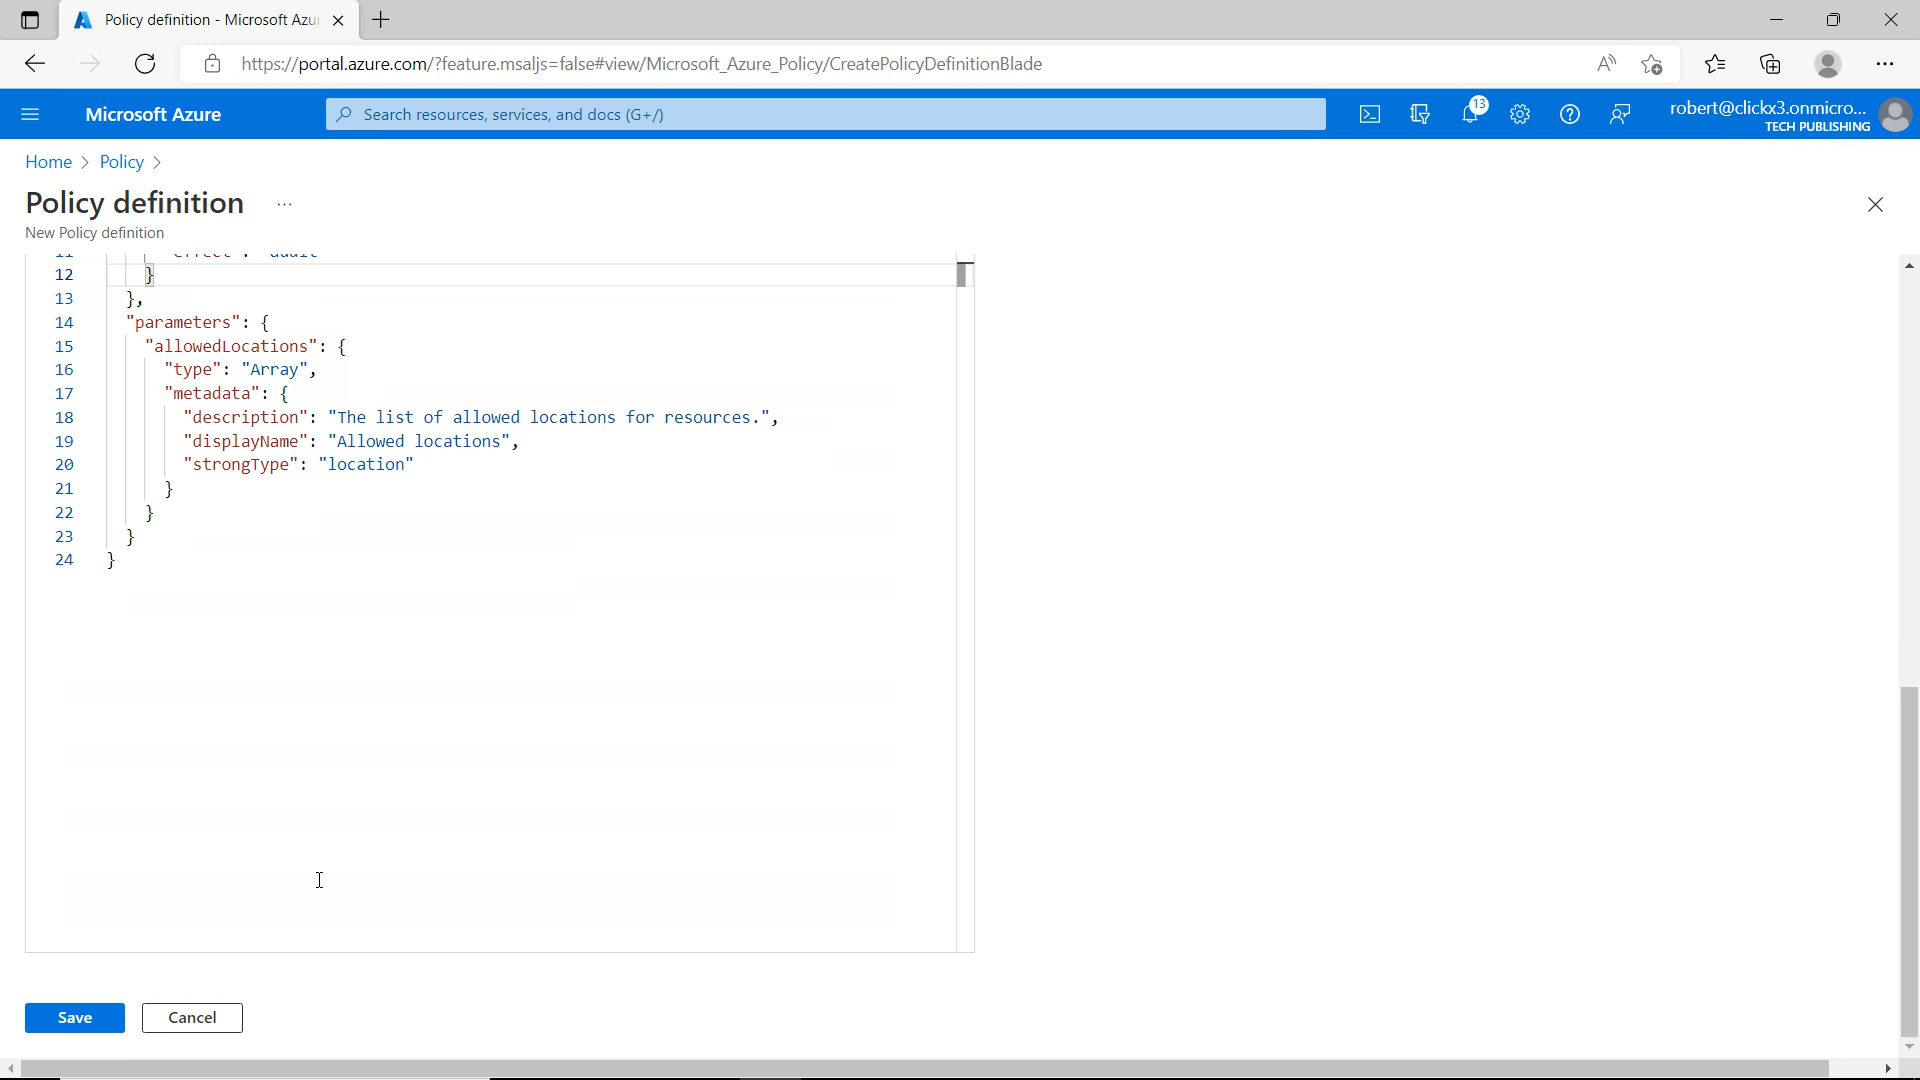 Policy definition - Microsoft Azu
https://portal.azure.com/?feature.msaljs=false#view/Microsoft_Azure_Policy/CreatePolicyDefinitionBlade
Microsoft Azure
Search resources, services, and docs (G+/)
13
robert@clickx3.onmicro...
TECH PUBLISHING
Home > Policy >
Policy definition ...
New Policy definition
11 "effect": "audit"
12 }
13 },
14 "parameters": {
15 "allowedLocations": {
16 "type": "Array",
17 "metadata": {
18 "description": "The list of allowed locations for resources.",
19 "displayName": "Allowed locations",
20 "strongType": "location"
21 }
22 }
23 }
24 }
Save
Cancel